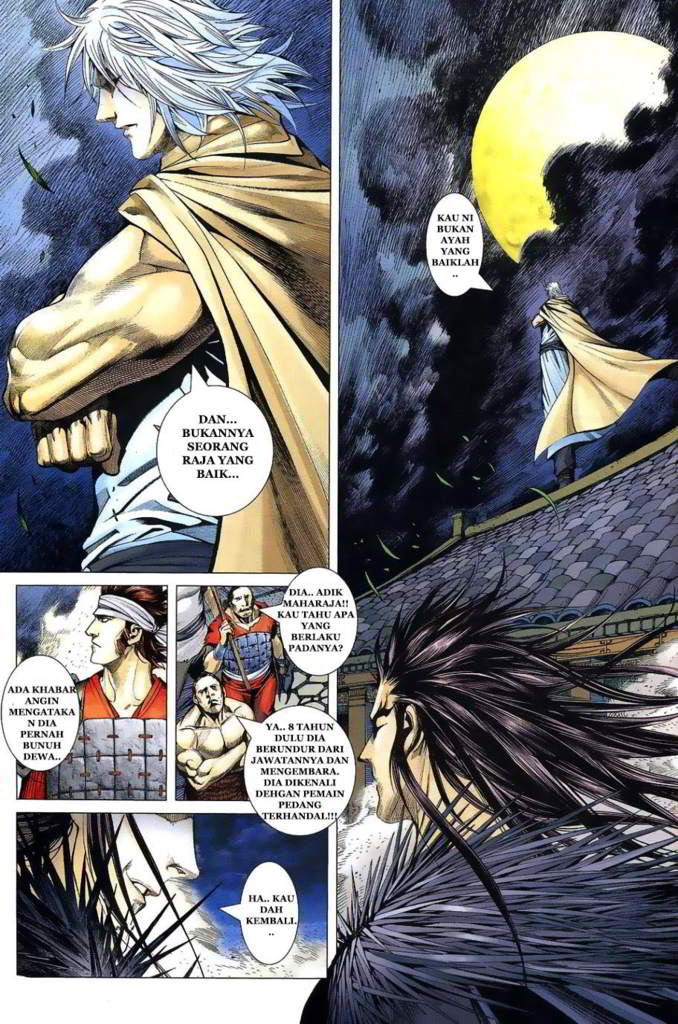 KAU NI
BUKAN
AYAH
YANG
BAIKLAH
..
DAN...
BUKANNYA
SEORANG
RAJA YANG
BAIK...
DIA.. ADIK
MAHARAJA!!
KAU TAHU APA
YANG
BERLAKU
PADANYA?
ADA KHABAR
ANGIN
MENGATAKA
N DIA
PERNAH
BUNUH
DEWA..
YA.. 8 TAHUN
DULU DIA
BERUNDUR DARI
JAWATANNYA DAN
MENGEMBARA.
DIA DIKENALI
DEHGAN PEMAIN
PEDANG
TERHANDAL!!!
HA.. KAU
DAH
KEMBALI.
..